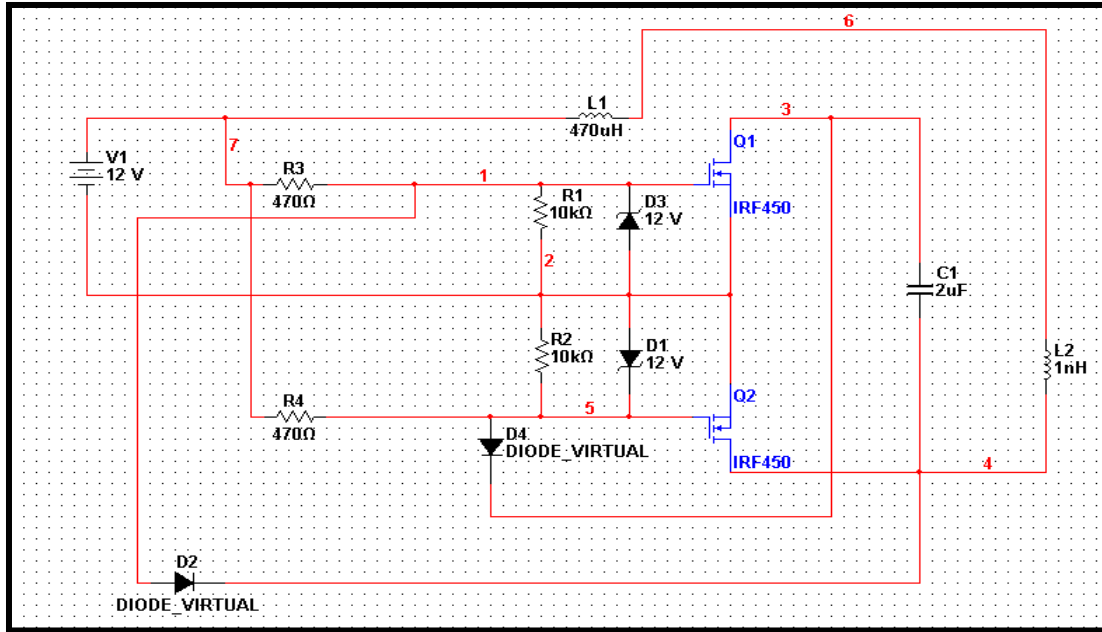 6
L1
470uH
3
7
Q1
V1
12 V
R3
470Ω
1
R1
10kΩ
D3
12 V
IRF450
2
C1
2uF
R2
10kΩ
D1
12 V
L2
1nH
Q2
R4
470Ω
5
D4
DIODE_VIRTUAL
IRF450
4
D2
DIODE_VIRTUAL